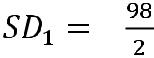 SD₁ = 98/2